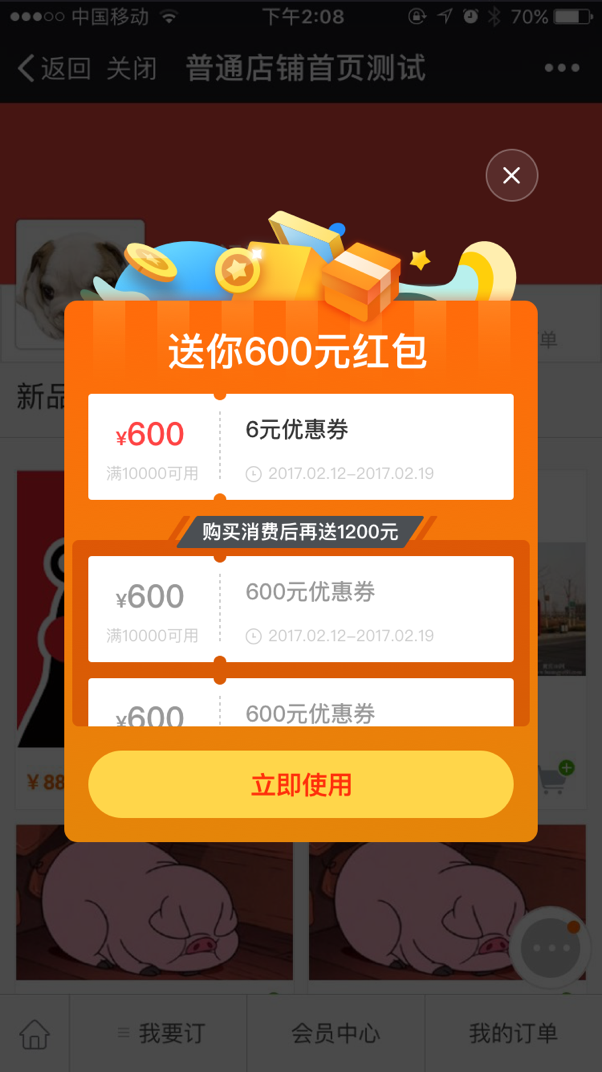 中国移动 下午2:08 70%
返回 关闭 普通店铺首页测试
单
送你600元红包
新品
¥600 6元优惠券
满10000可用 2017.02.12-2017.02.19
购买消费后再送1200元
¥600 600元优惠券
满10000可用 2017.02.12-2017.02.19
¥600 600元优惠券
¥88
立即使用
我要订 会员中心 我的订单